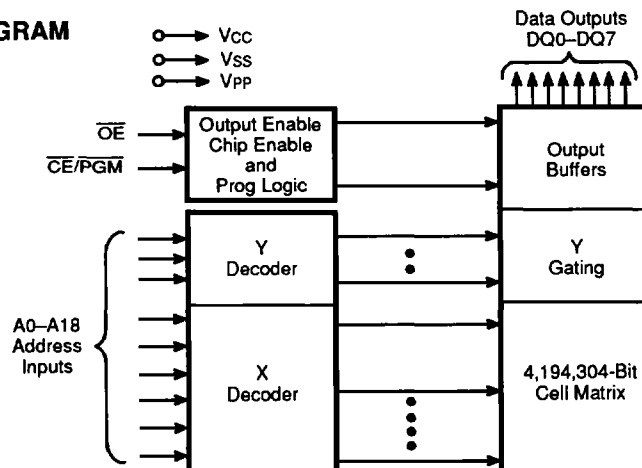 GRAM
VCC
VSS
VPP
Data Outputs
DQ0–DQ7
OE
CE/PGM
Output Enable
Chip Enable
and
Prog Logic
Output
Buffers
Y
Decoder
Y
Gating
A0–A18
Address
Inputs
X
Decoder
4,194,304-Bit
Cell Matrix